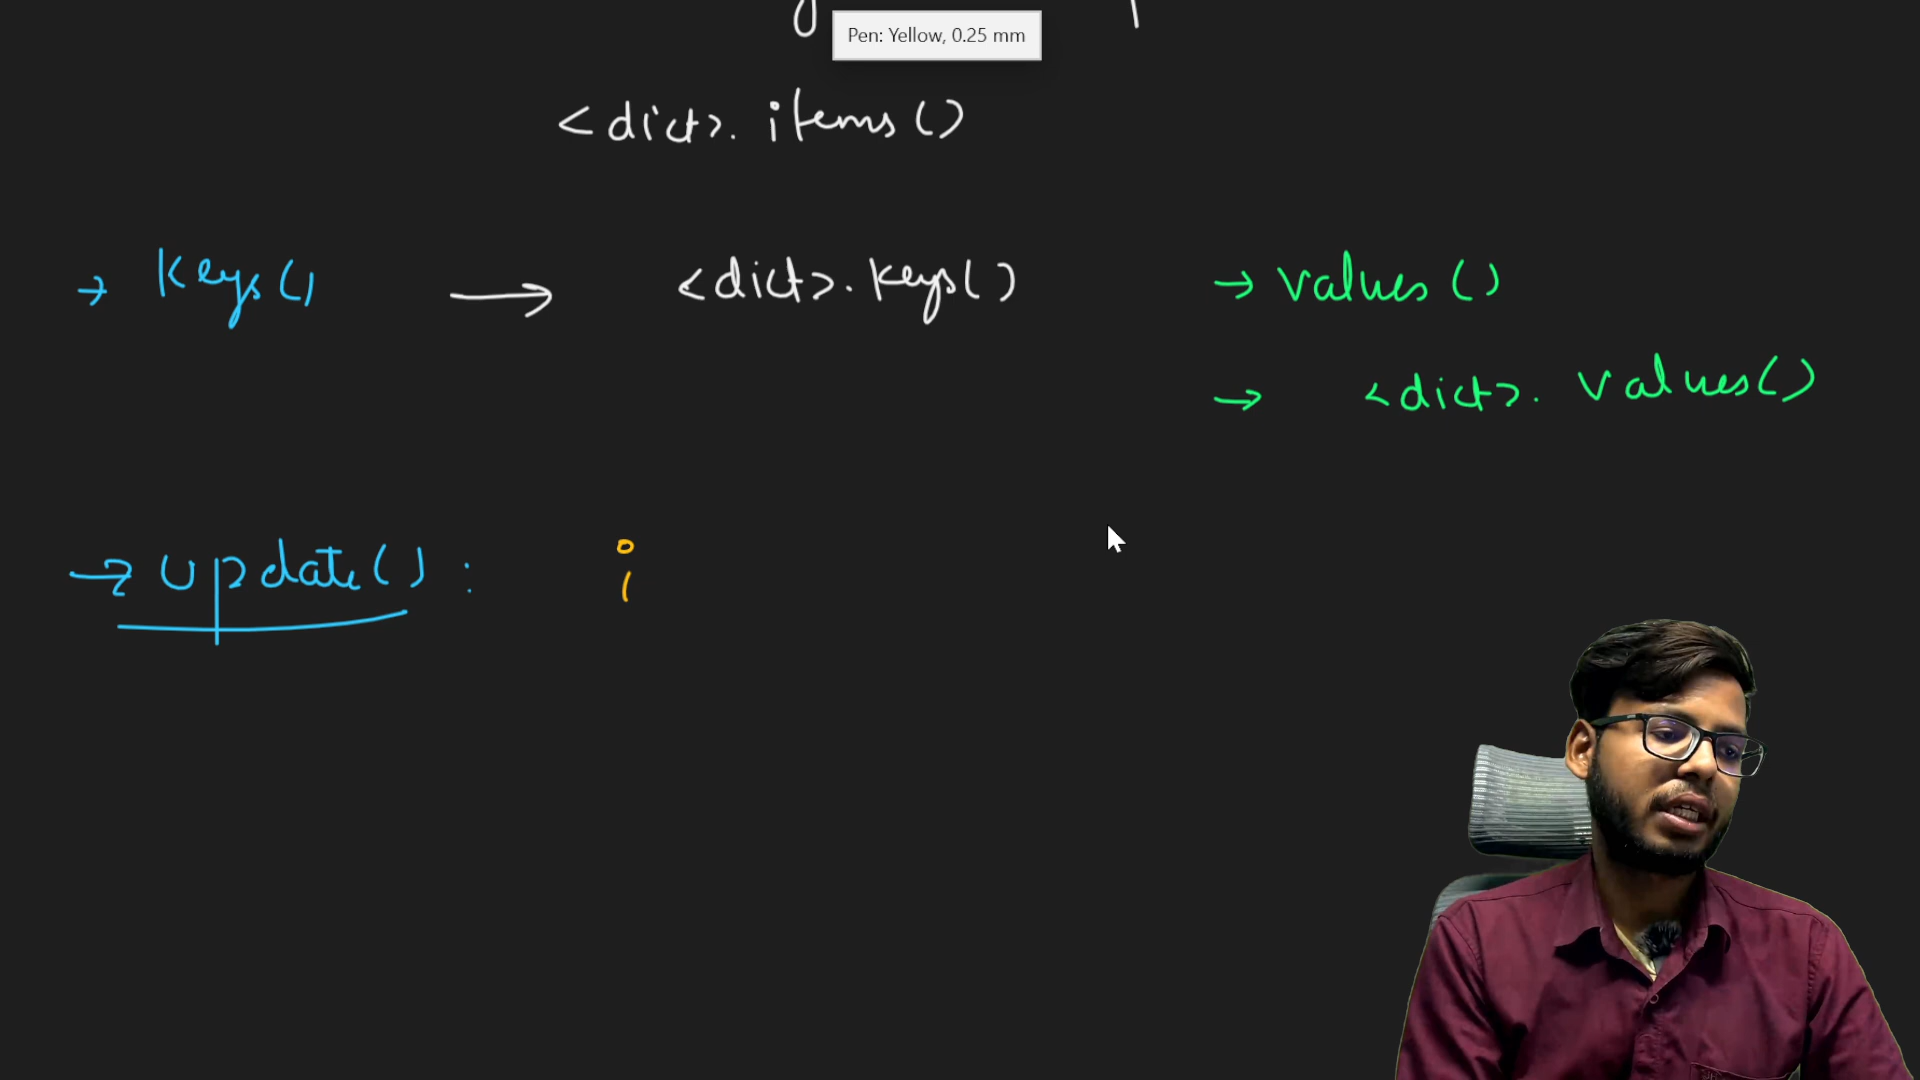 Pen: Yellow, 0.25 mm
<dict>. items()
→ keys() → <dict>. keys() → values()
→ <dict>. values()
→ update() : i